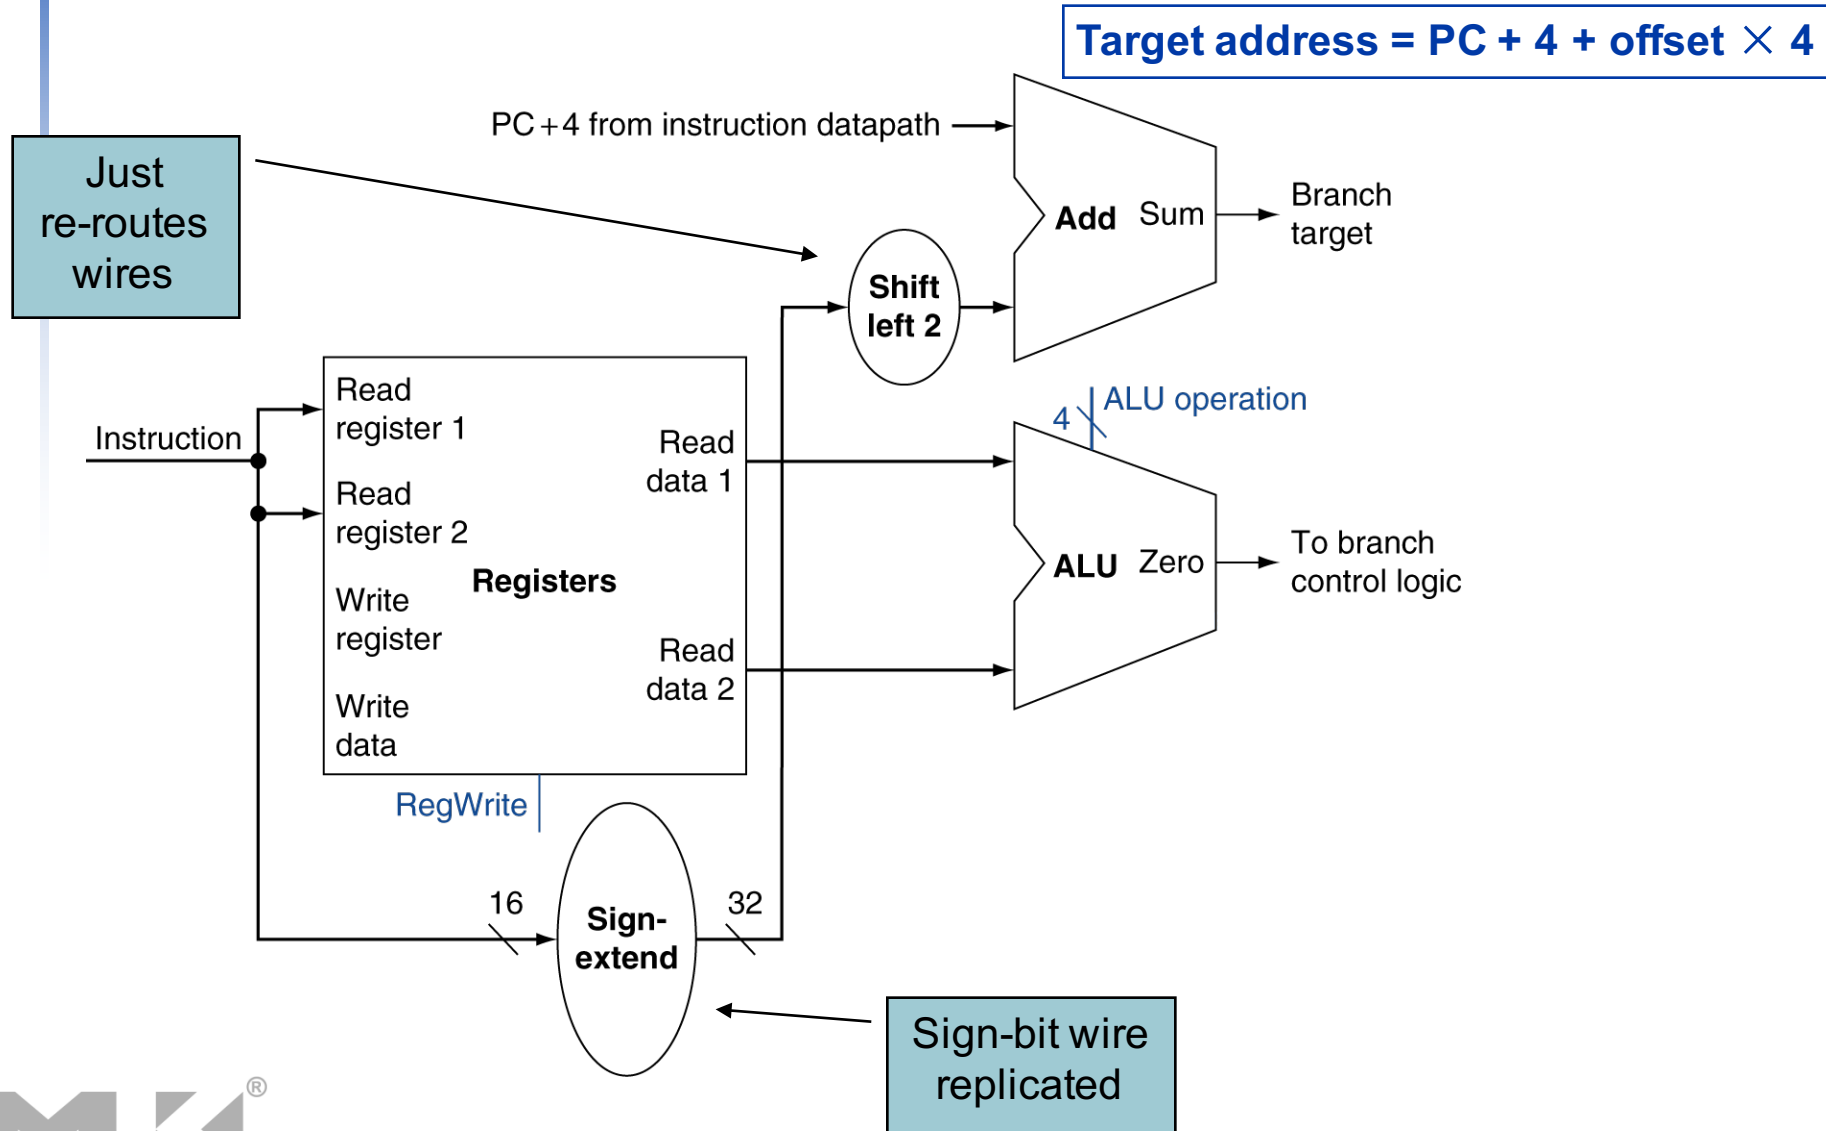 Target address = PC + 4 + offset × 4
PC+4 from instruction datapath
Just
re-routes
wires
Add Sum
Branch
target
Shift
left 2
Instruction
Read
register 1
Read
register 2
Write
register
Write
data
Registers
Read
data 1
Read
data 2
RegWrite
4
ALU operation
ALU Zero
To branch
control logic
16
Sign-
extend
32
Sign-bit wire
replicated
®